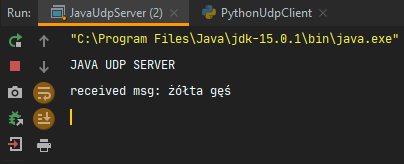 Run: JavaUdpServer (2) × PythonUdpClient ×
"C:\Program Files\Java\jdk-15.0.1\bin\java.exe"
JAVA UDP SERVER
received msg: żółta gęś